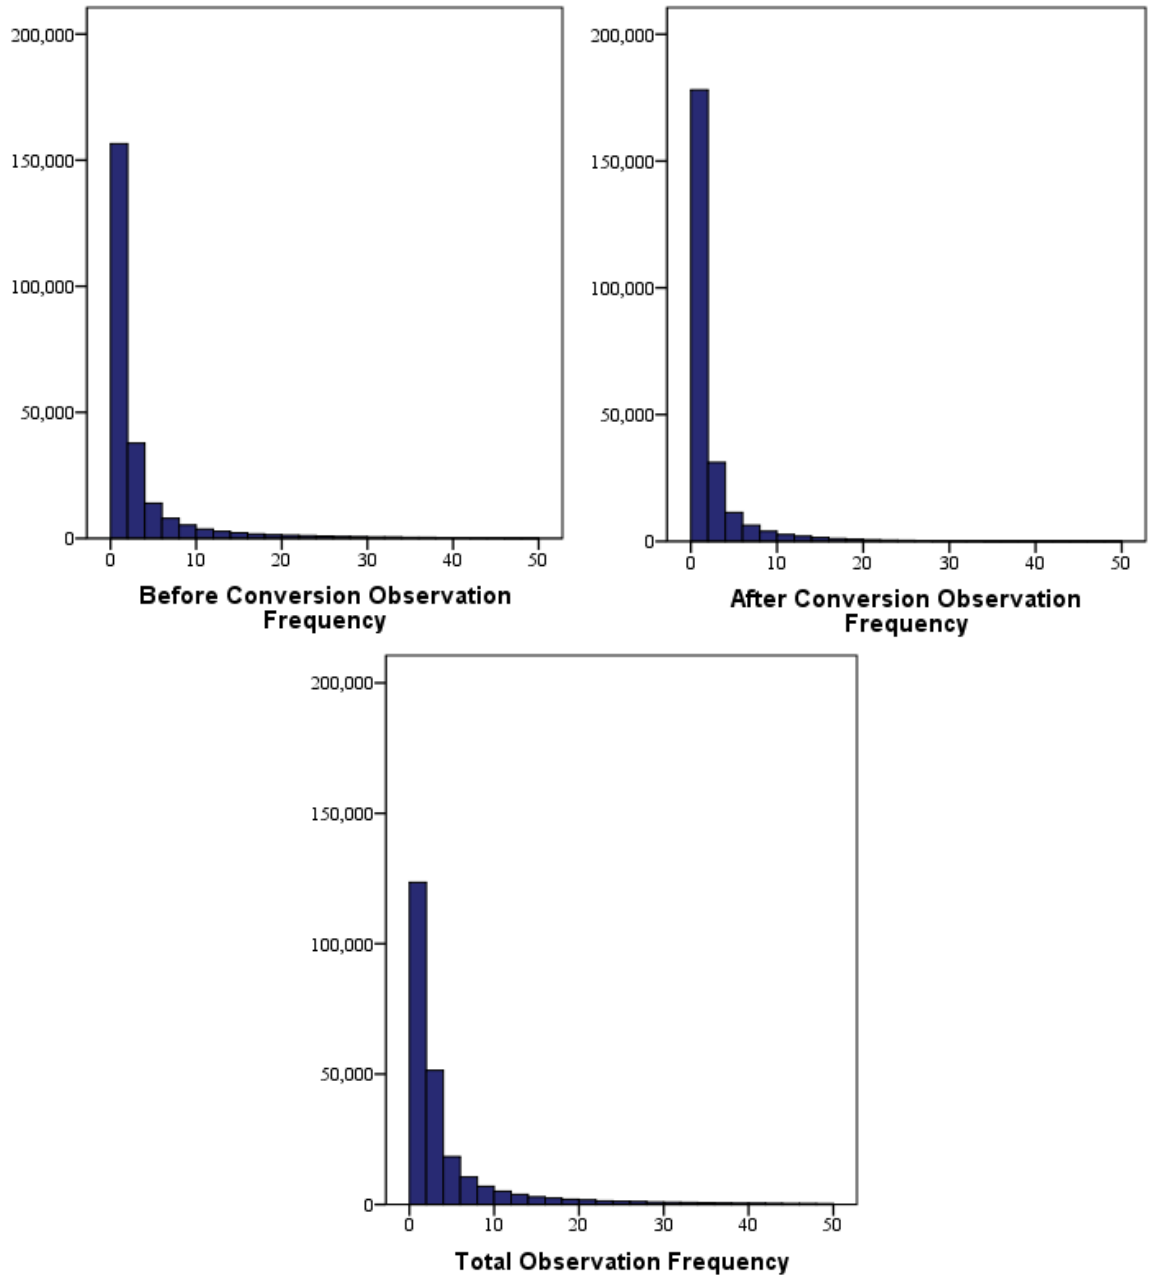 200,000
150,000
100,000
50,000
0
0 10 20 30 40 50
Before Conversion Observation
Frequency
200,000
150,000
100,000
50,000
0
0 10 20 30 40 50
After Conversion Observation
Frequency
200,000
150,000
100,000
50,000
0
0 10 20 30 40 50
Total Observation Frequency